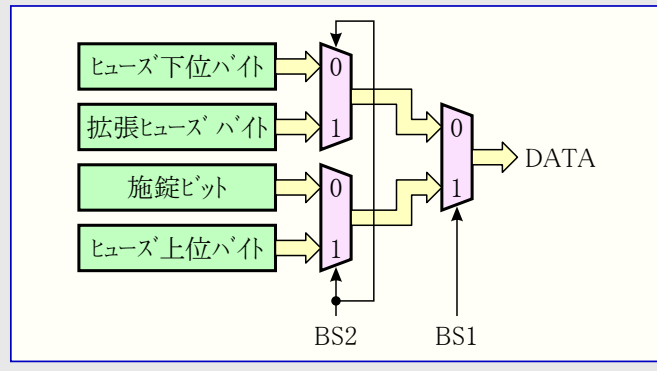 ヒューズ下位バイト
0
拡張ヒューズ バイト
1
0
DATA
1
施錠ビット
0
ヒューズ上位バイト
1
BS2
BS1